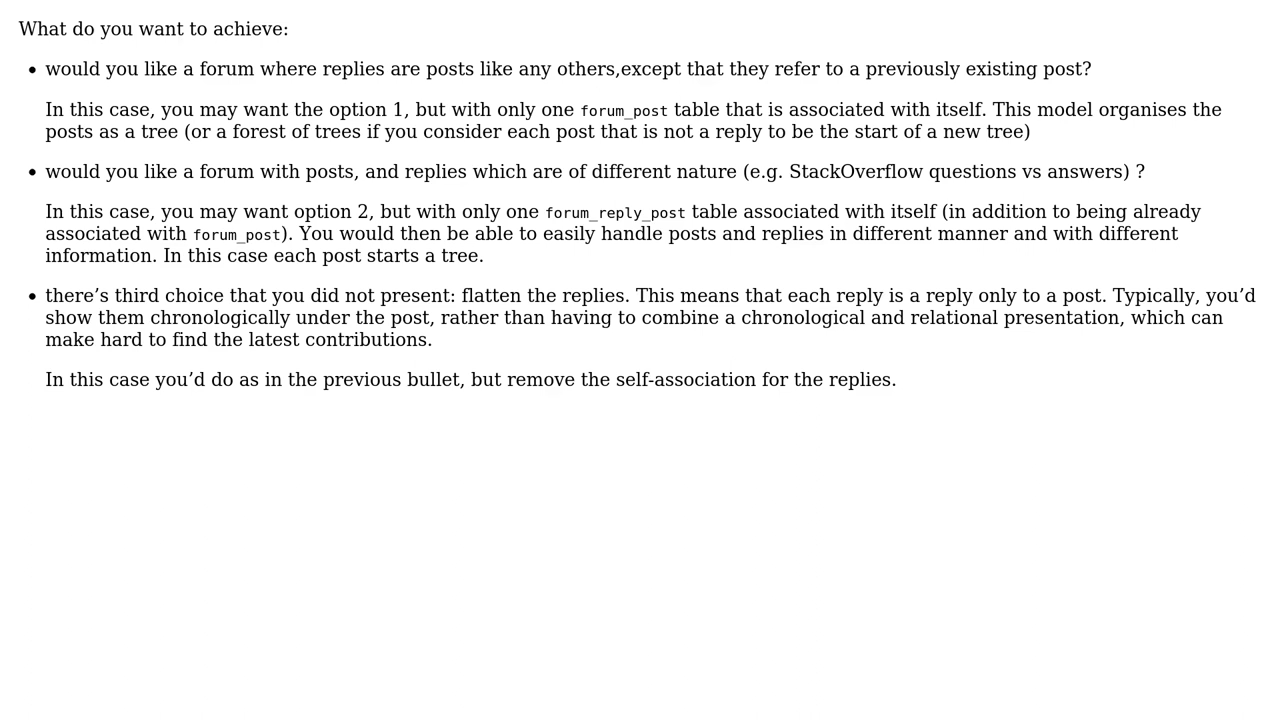 What do you want to achieve:
• would you like a forum where replies are posts like any others,except that they refer to a previously existing post?
In this case, you may want the option 1, but with only one forum_post table that is associated with itself. This model organises the
posts as a tree (or a forest of trees if you consider each post that is not a reply to be the start of a new tree)
• would you like a forum with posts, and replies which are of different nature (e.g. StackOverflow questions vs answers) ?
In this case, you may want option 2, but with only one forum_reply_post table associated with itself (in addition to being already
associated with forum_post). You would then be able to easily handle posts and replies in different manner and with different
information. In this case each post starts a tree.
• there’s third choice that you did not present: flatten the replies. This means that each reply is a reply only to a post. Typically, you’d
show them chronologically under the post, rather than having to combine a chronological and relational presentation, which can
make hard to find the latest contributions.
In this case you’d do as in the previous bullet, but remove the self-association for the replies.